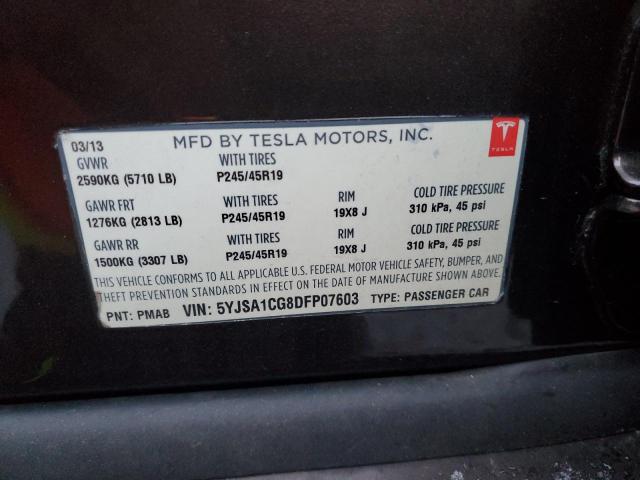 03/13 MFD BY TESLA MOTORS, INC. TESLA
GVWR WITH TIRES
2590KG (5710 LB) P245/45R19
GAWR FRT WITH TIRES RIM COLD TIRE PRESSURE
1276KG (2813 LB) P245/45R19 19X8 J 310 kPa, 45 psi
GAWR RR WITH TIRES RIM COLD TIRE PRESSURE
1500KG (3307 LB) P245/45R19 19X8 J 310 kPa, 45 psi
THIS VEHICLE CONFORMS TO ALL APPLICABLE U.S. FEDERAL MOTOR VEHICLE SAFETY, BUMPER, AND
THEFT PREVENTION STANDARDS IN EFFECT ON THE DATE OF MANUFACTURE SHOWN ABOVE.
PNT: PMAB VIN: 5YJSA1CG8DFP07603 TYPE: PASSENGER CAR